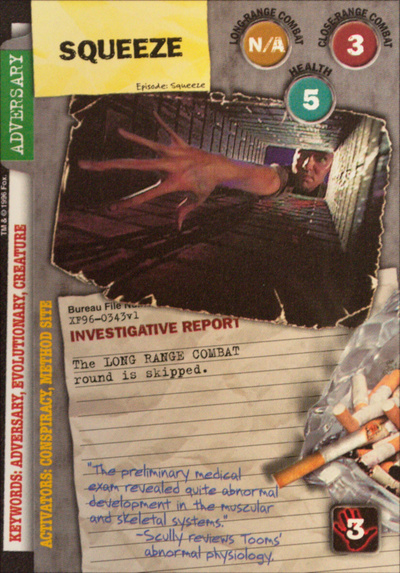 SQUEEZE
Episode: Squeeze
LONG-RANGE COMBAT
N/A
CLOSE-RANGE COMBAT
3
HEALTH
5
ADVERSARY
TM & © 1996 Fox.
KEYWORDS: ADVERSARY, EVOLUTIONARY, CREATURE
ACTIVATORS: CONSPIRACY, METHOD SITE
Bureau File
XF96-0343v1
INVESTIGATIVE REPORT
The LONG RANGE COMBAT
round is skipped.
"The preliminary medical
exam revealed quite abnormal
development in the muscular
and skeletal systems."
-Scully reviews Tooms'
abnormal physiology.
3